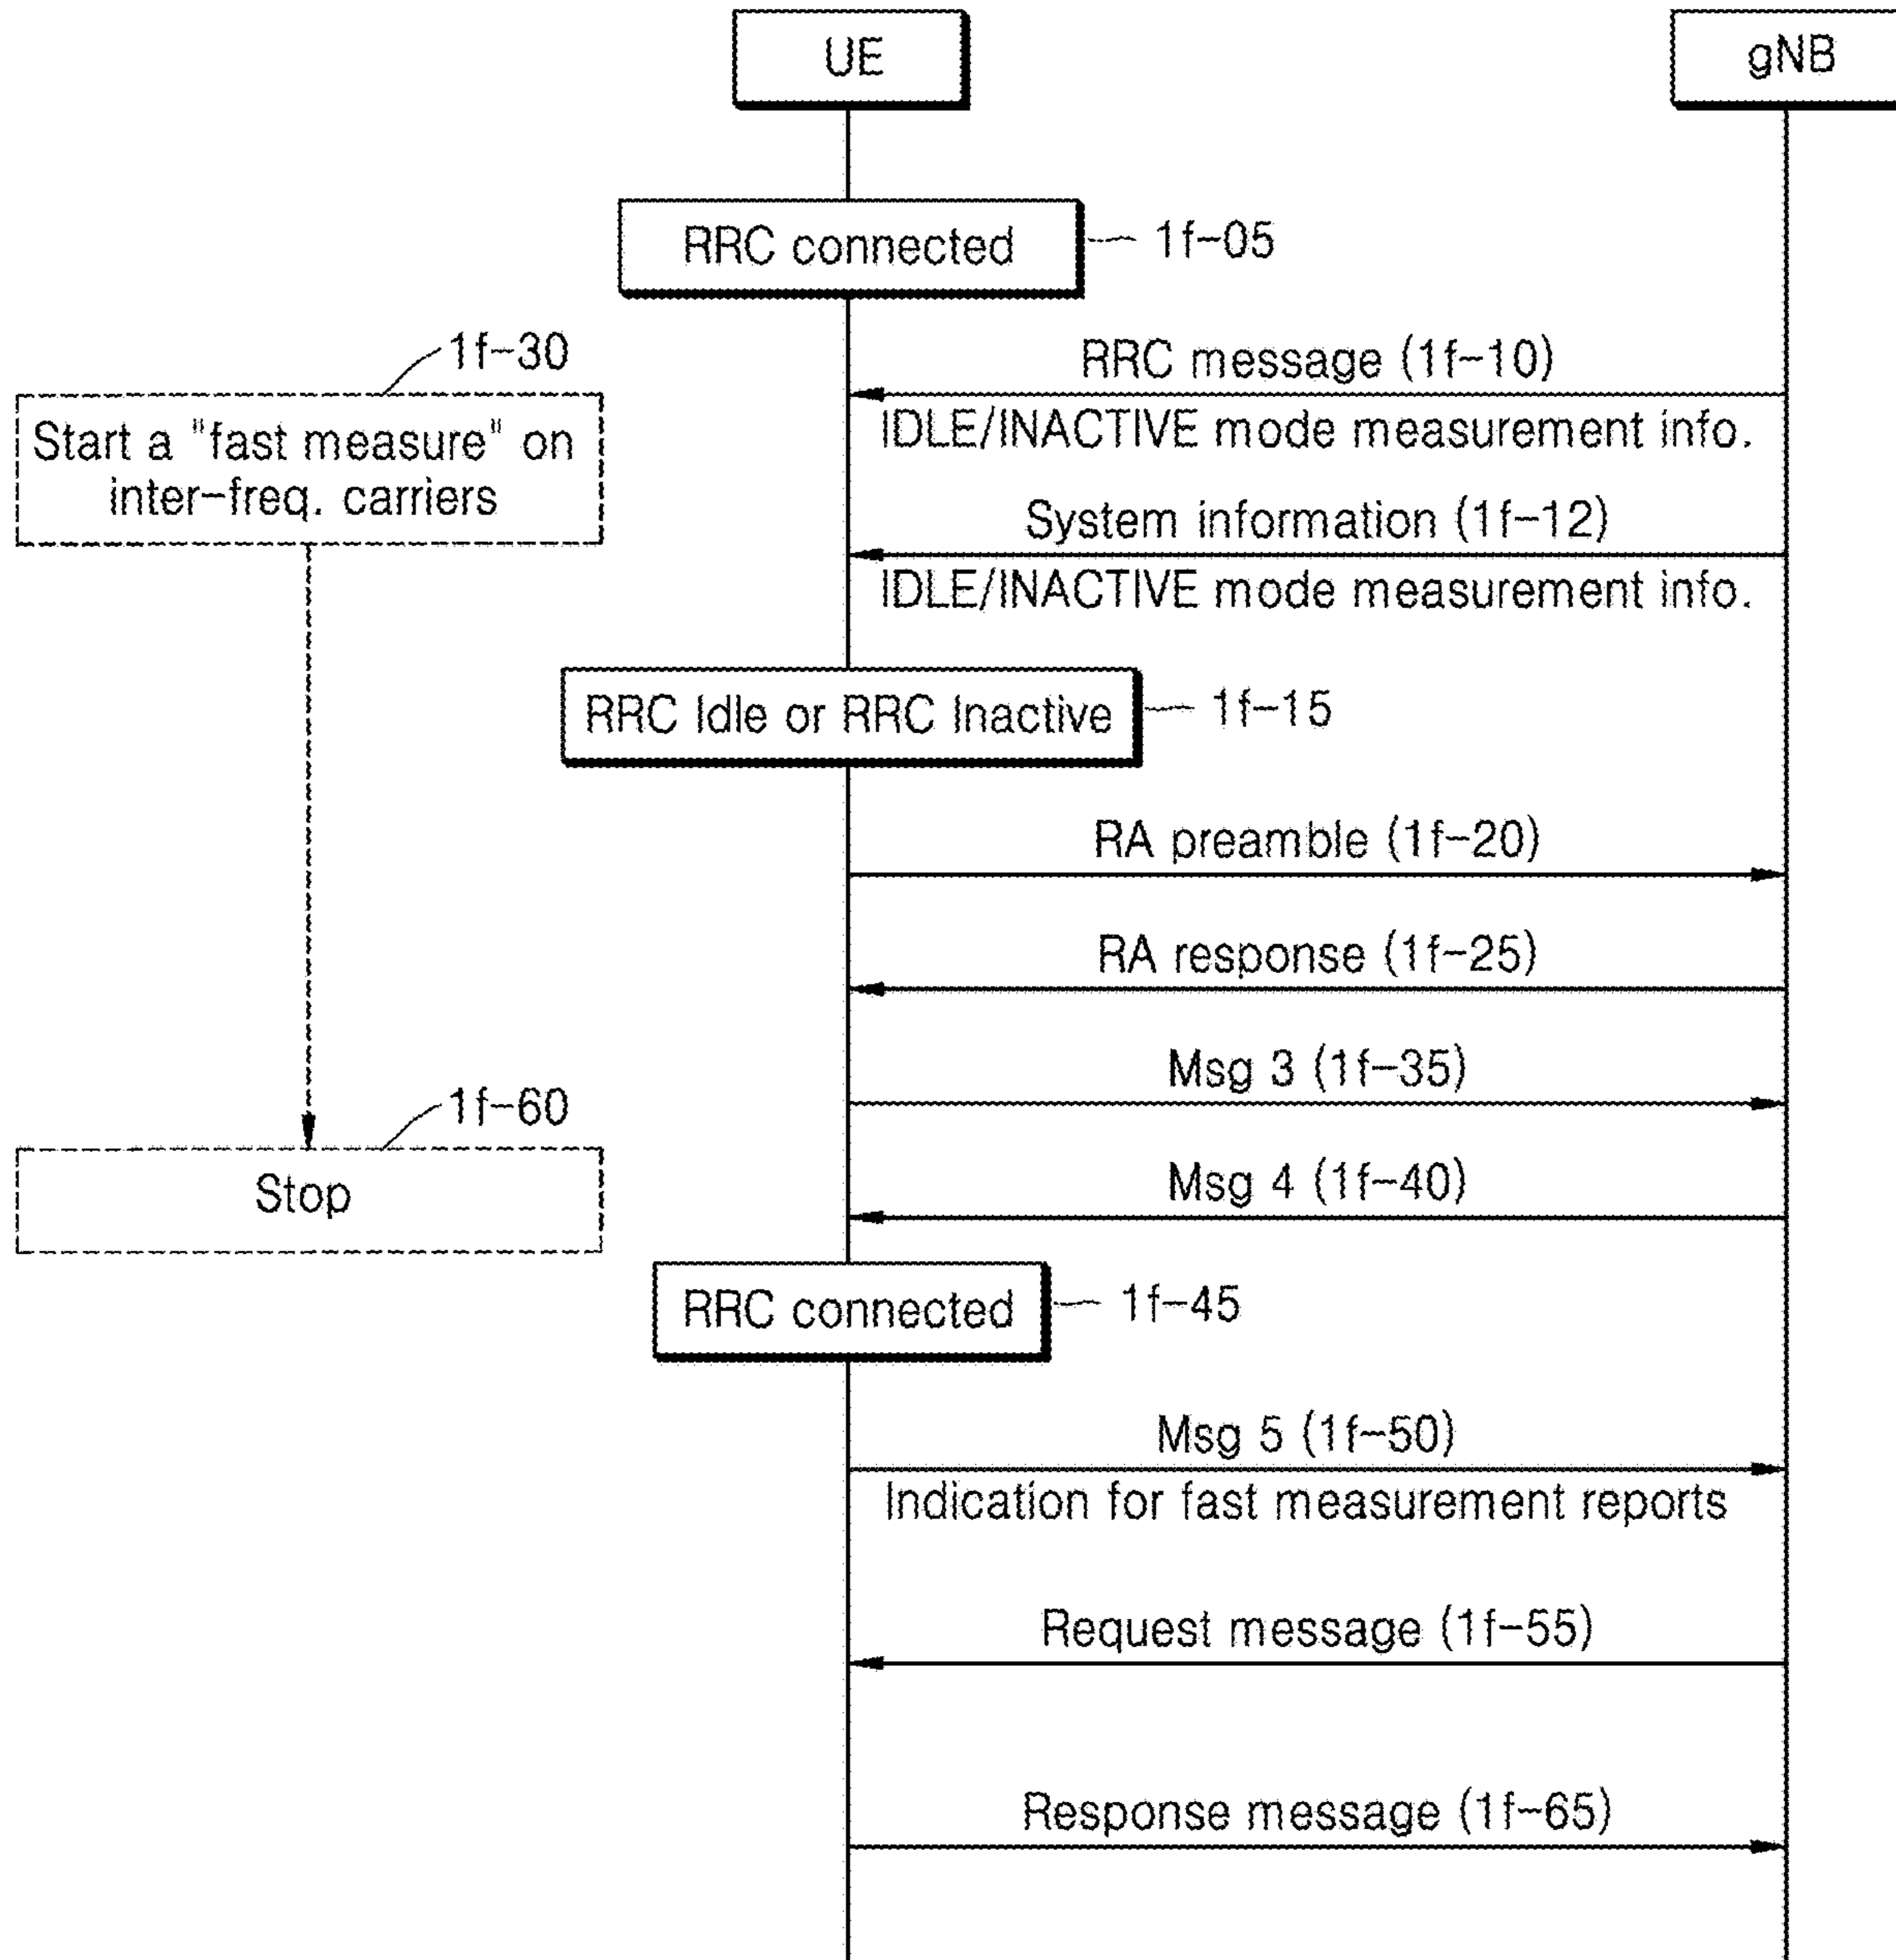 UE
gNB
RRC connected
1f-05
1f-30
Start a "fast measure" on
inter-freq. carriers
RRC message (1f-10)
IDLE/INACTIVE mode measurement info.
System information (1f-12)
IDLE/INACTIVE mode measurement info.
RRC Idle or RRC Inactive
1f-15
RA preamble (1f-20)
RA response (1f-25)
Msg 3 (1f-35)
1f-60
Stop
Msg 4 (1f-40)
RRC connected
1f-45
Msg 5 (1f-50)
Indication for fast measurement reports
Request message (1f-55)
Response message (1f-65)